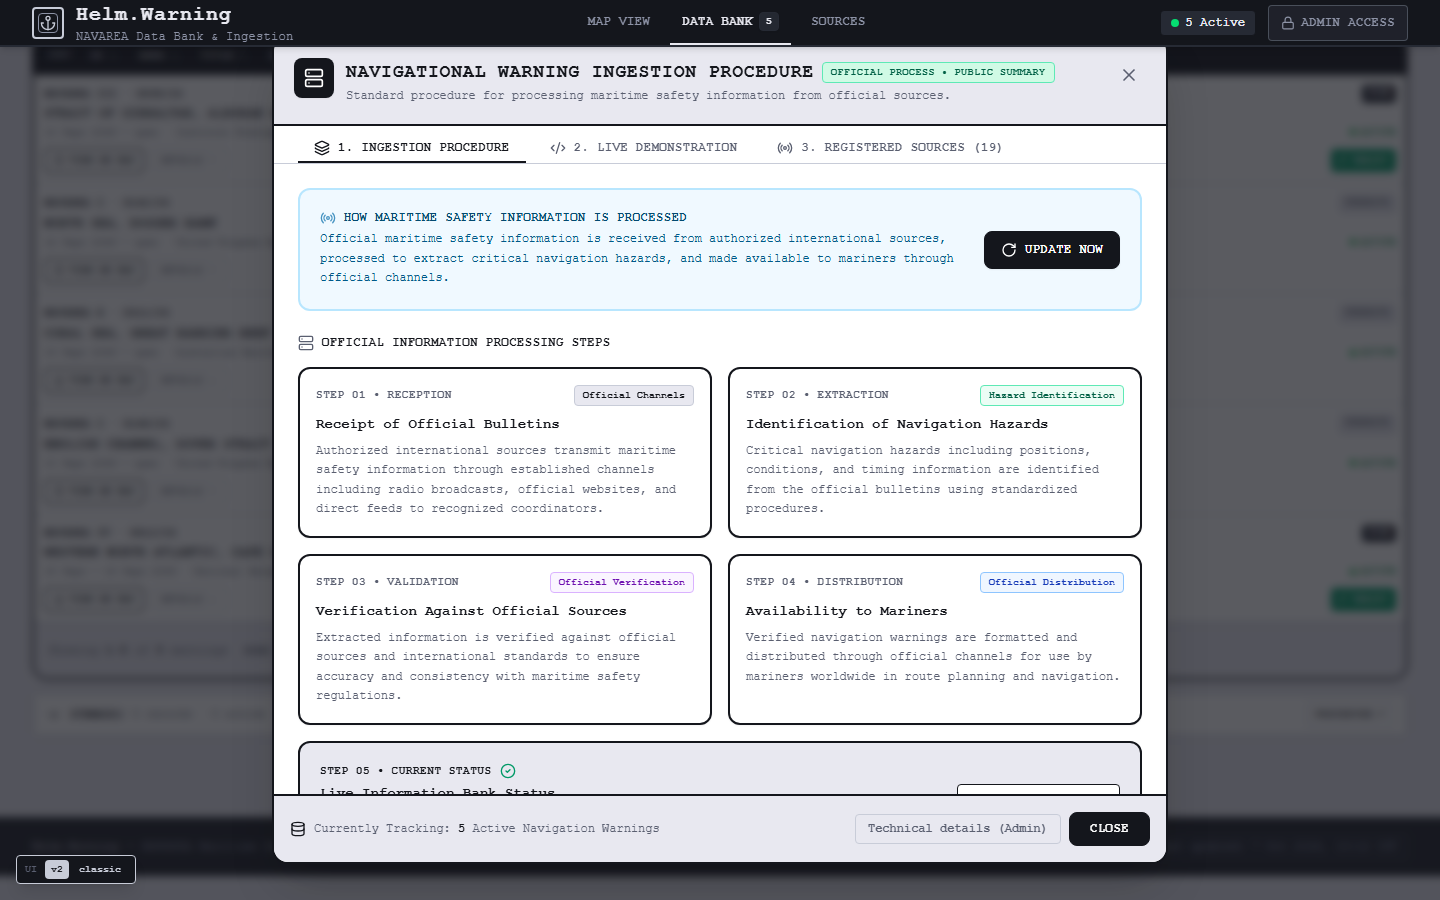 Helm.Warning
NAVAREA Data Bank & Ingestion
MAP VIEW
DATA BANK 5
SOURCES
5 Active
ADMIN ACCESS
NAVIGATIONAL WARNING INGESTION PROCEDURE
OFFICIAL PROCESS • PUBLIC SUMMARY
Standard procedure for processing maritime safety information from official sources.
1. INGESTION PROCEDURE
2. LIVE DEMONSTRATION
3. REGISTERED SOURCES (19)
HOW MARITIME SAFETY INFORMATION IS PROCESSED
Official maritime safety information is received from authorized international sources,
processed to extract critical navigation hazards, and made available to mariners through
official channels.
UPDATE NOW
OFFICIAL INFORMATION PROCESSING STEPS
STEP 01 • RECEPTION
Official Channels
Receipt of Official Bulletins
Authorized international sources transmit maritime
safety information through established channels
including radio broadcasts, official websites, and
direct feeds to recognized coordinators.
STEP 02 • EXTRACTION
Hazard Identification
Identification of Navigation Hazards
Critical navigation hazards including positions,
conditions, and timing information are identified
from the official bulletins using standardized
procedures.
STEP 03 • VALIDATION
Official Verification
Verification Against Official Sources
Extracted information is verified against official
sources and international standards to ensure
accuracy and consistency with maritime safety
regulations.
STEP 04 • DISTRIBUTION
Official Distribution
Availability to Mariners
Verified navigation warnings are formatted and
distributed through official channels for use by
mariners worldwide in route planning and navigation.
STEP 05 • CURRENT STATUS
Live Information Bank Status
Currently Tracking: 5 Active Navigation Warnings
Technical details (Admin)
CLOSE
UI v2 classic